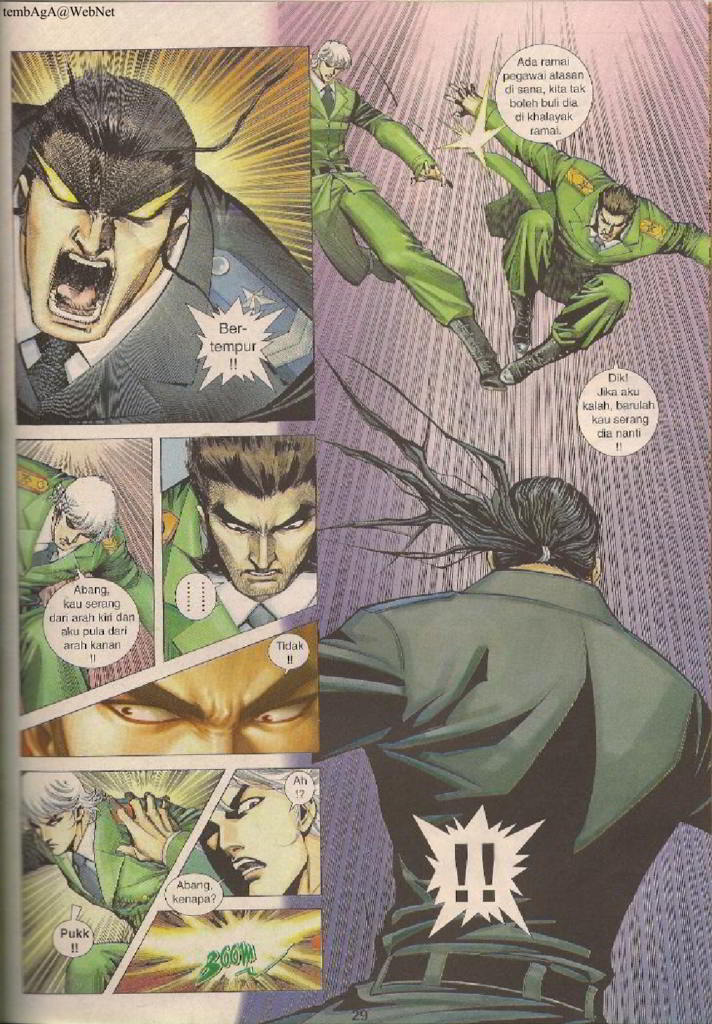 tembAgA@WebNet
Ber-
tempur
!!
Abang,
kau serang
dari arah kiri dan
aku pula dari
arah kanan
!!
Tidak
!!
Pukk
!!
Ah
!?
Abang,
kenapa?
BOOM
Ada ramai
pegawai atasan
di sana, kita tak
boleh buli dia
di khalayak
ramai.
Dik!
Jika aku
kalah, barulah
kau serang
dia nanti
!!
!!
29